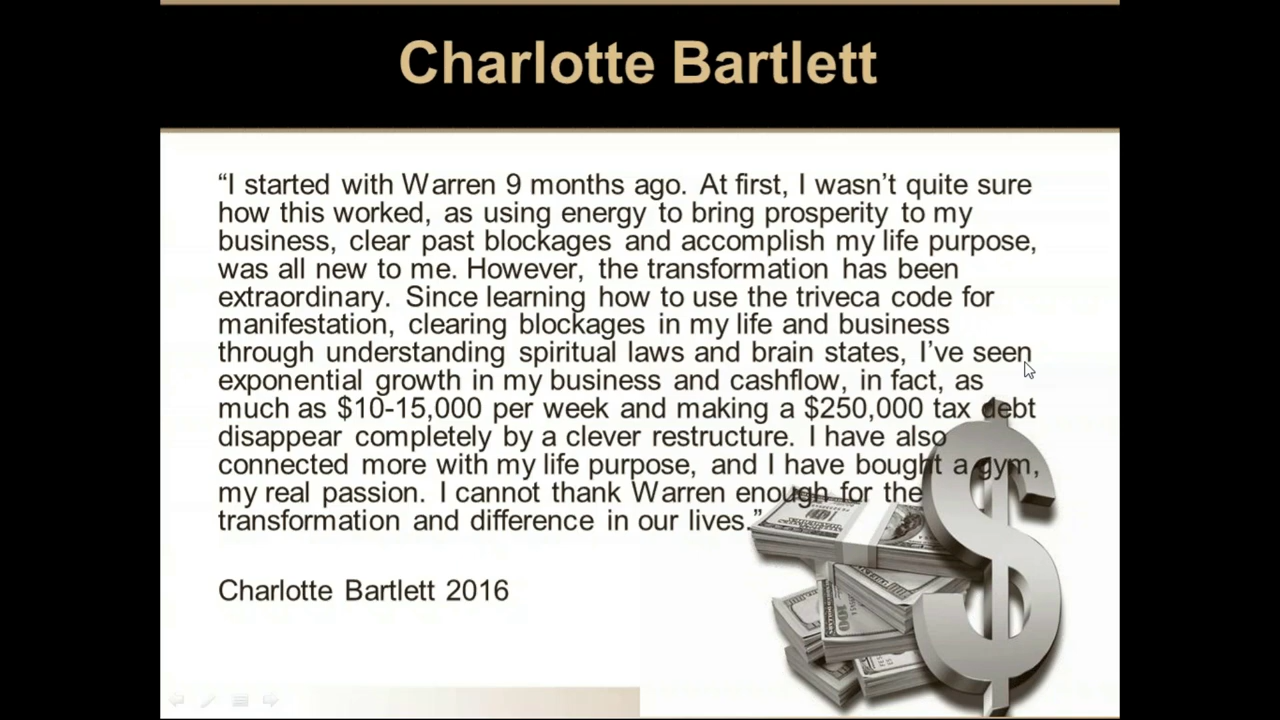 Charlotte Bartlett
“I started with Warren 9 months ago. At first, I wasn’t quite sure
how this worked, as using energy to bring prosperity to my
business, clear past blockages and accomplish my life purpose,
was all new to me. However, the transformation has been
extraordinary. Since learning how to use the triveca code for
manifestation, clearing blockages in my life and business
through understanding spiritual laws and brain states, I’ve seen
exponential growth in my business and cashflow, in fact, as
much as $10-15,000 per week and making a $250,000 tax debt
disappear completely by a clever restructure. I have also
connected more with my life purpose, and I have bought a gym,
my real passion. I cannot thank Warren enough for the
transformation and difference in our lives.”
Charlotte Bartlett 2016